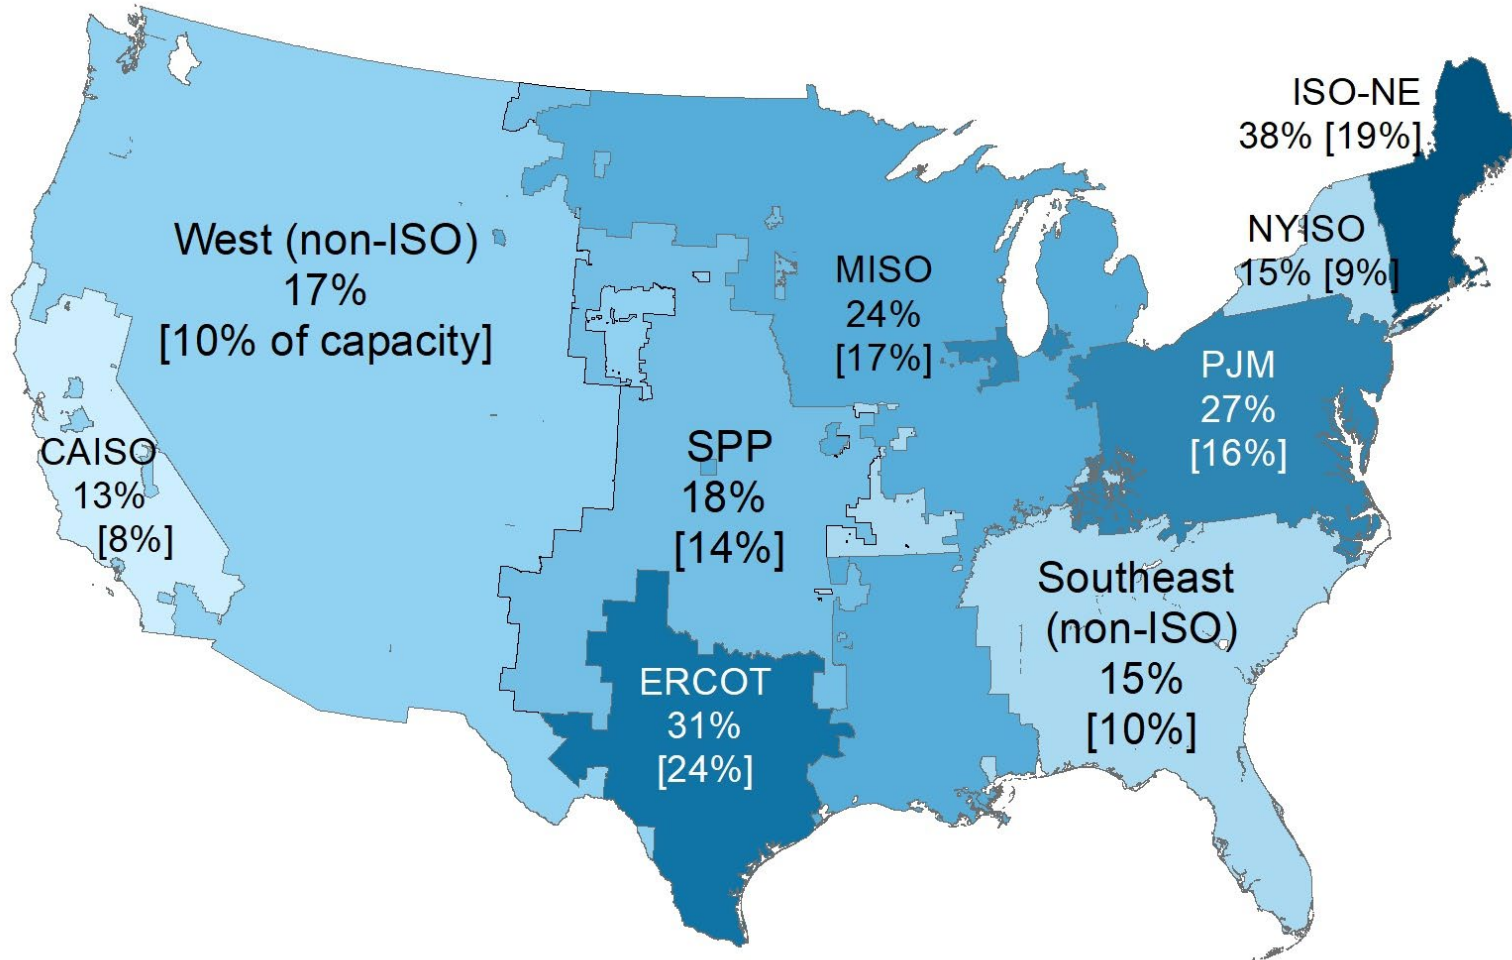 ISO-NE
38% [19%]
NYISO
15% [9%]
West (non-ISO)
17%
[10% of capacity]
MISO
24%
[17%]
PJM
27%
[16%]
CAISO
13%
[8%]
SPP
18%
[14%]
Southeast
(non-ISO)
15%
[10%]
ERCOT
31%
[24%]